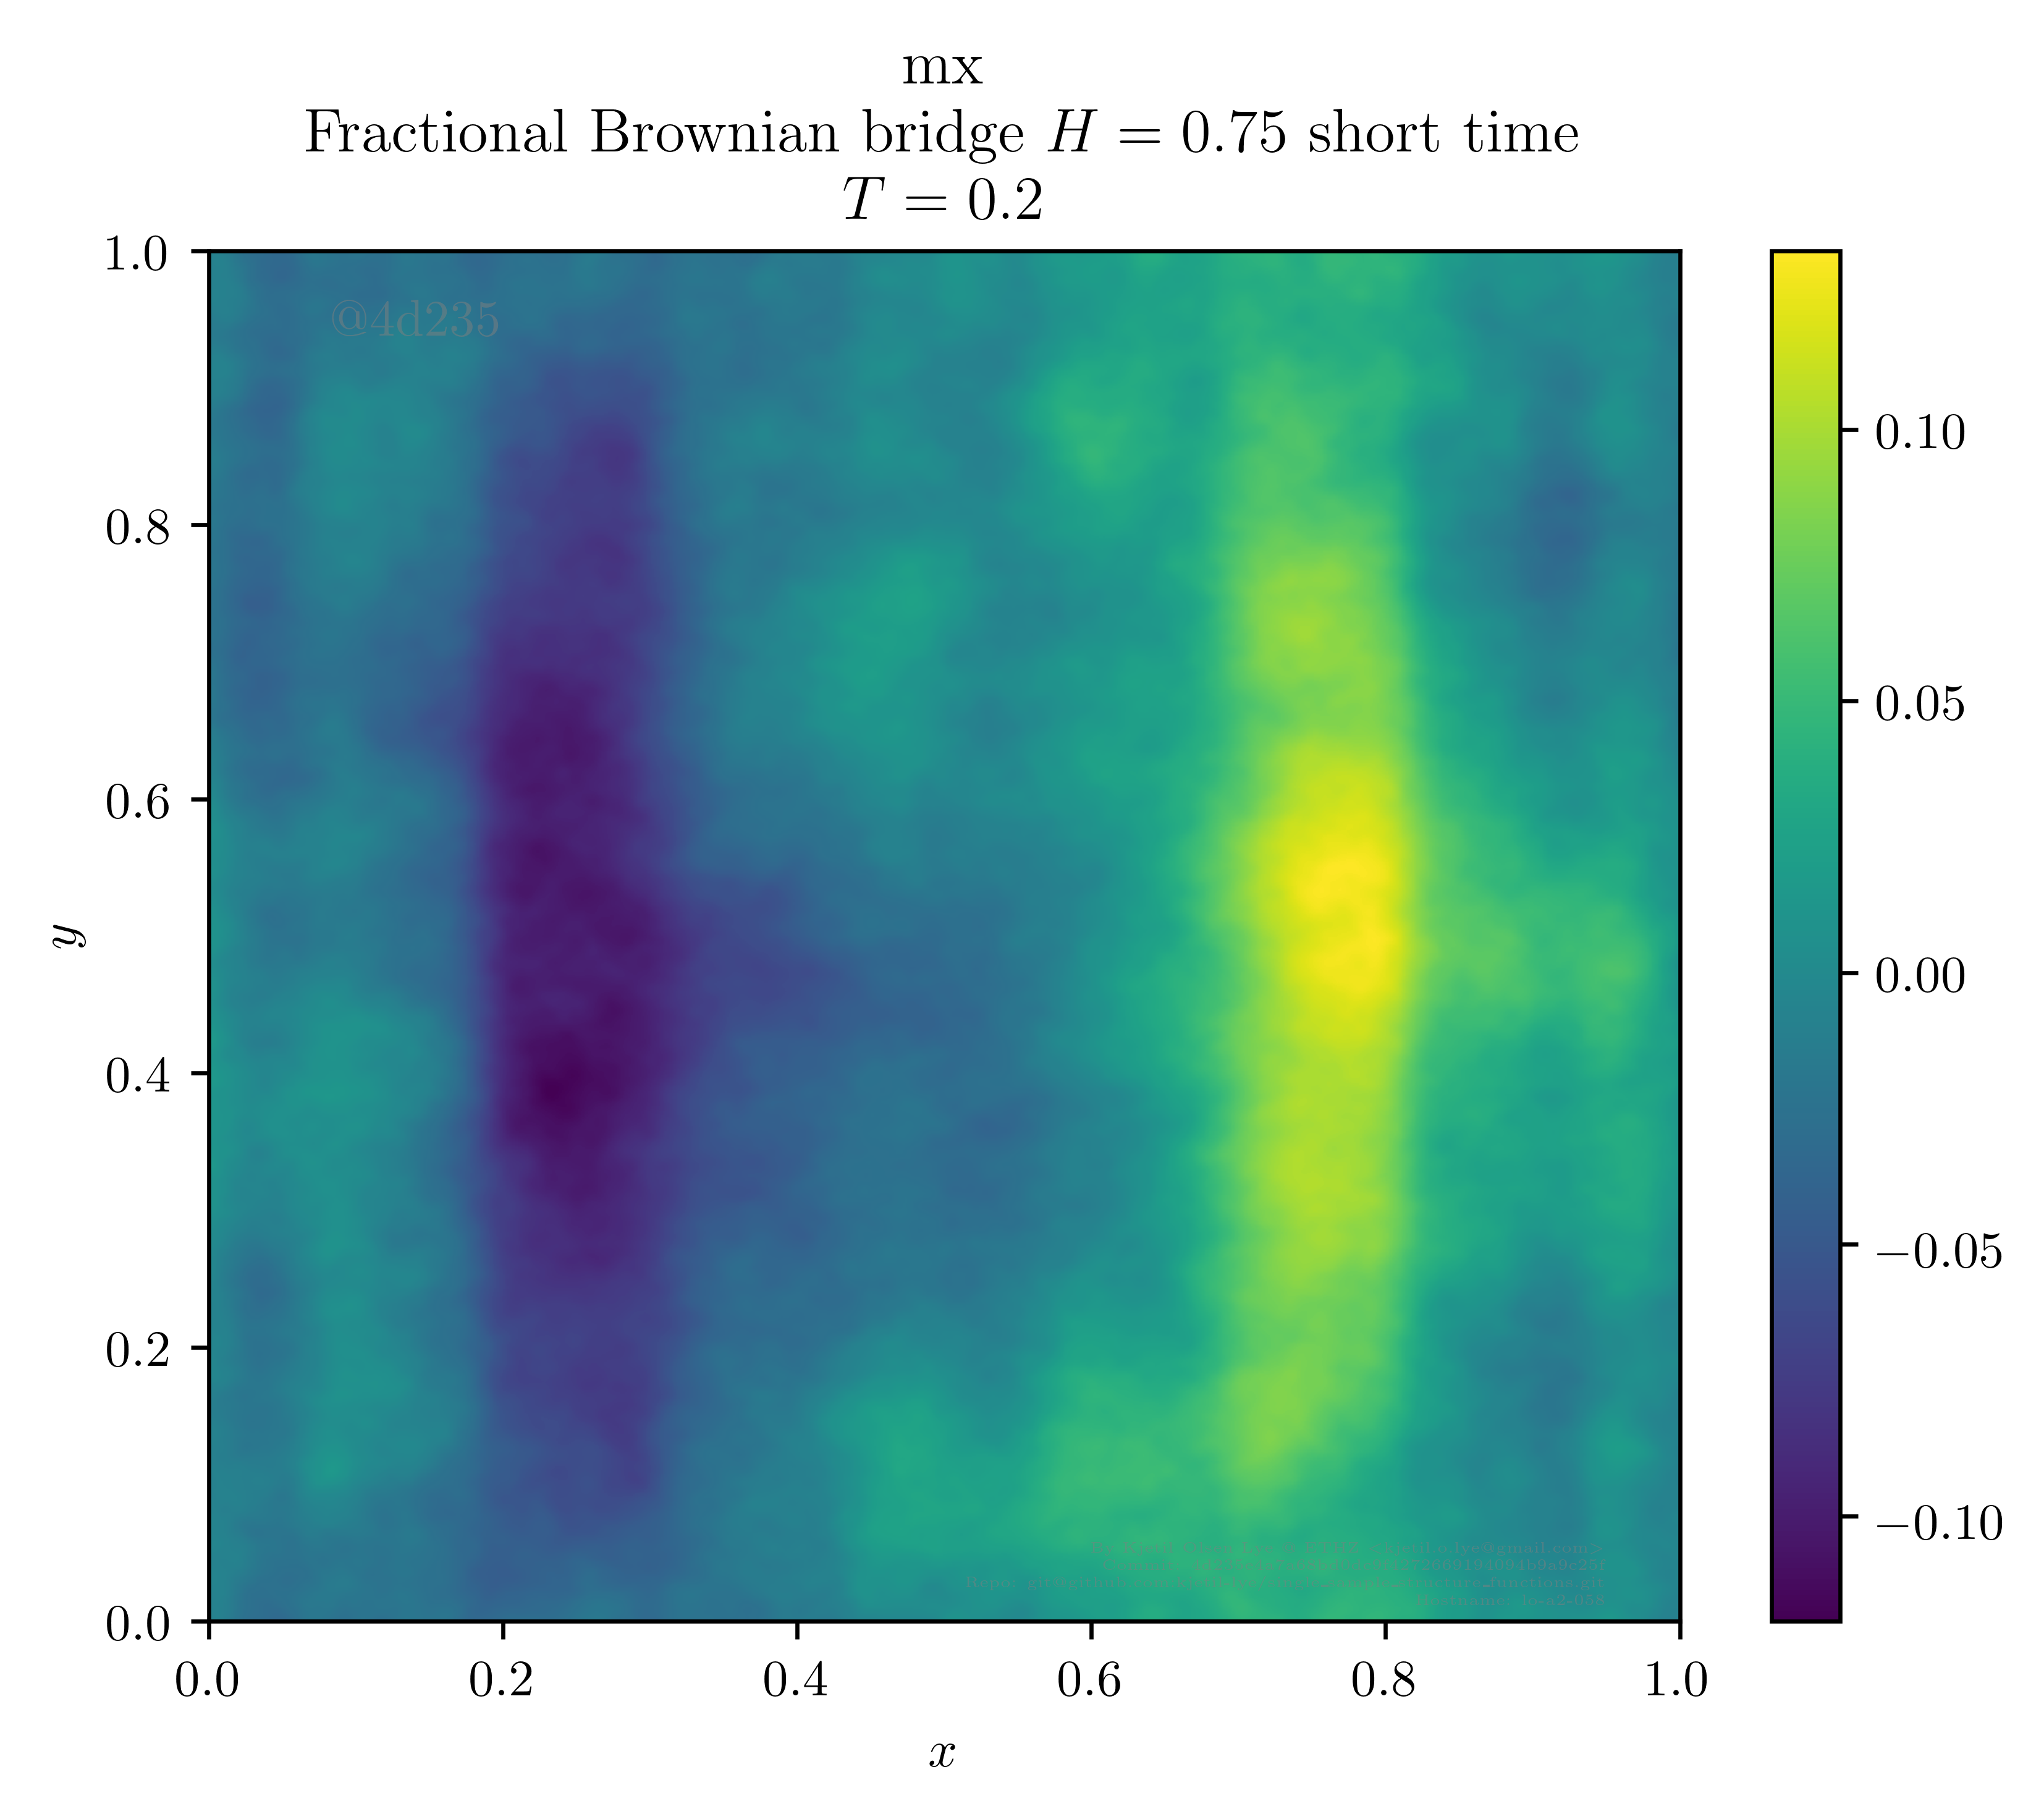 mx
Fractional Brownian bridge H = 0.75 short time
T = 0.2
1.0
@4d235
0.10
0.8
0.05
0.6
y
0.00
0.4
−0.05
0.2
−0.10
0.0
0.0 0.2 0.4 0.6 0.8 1.0
x